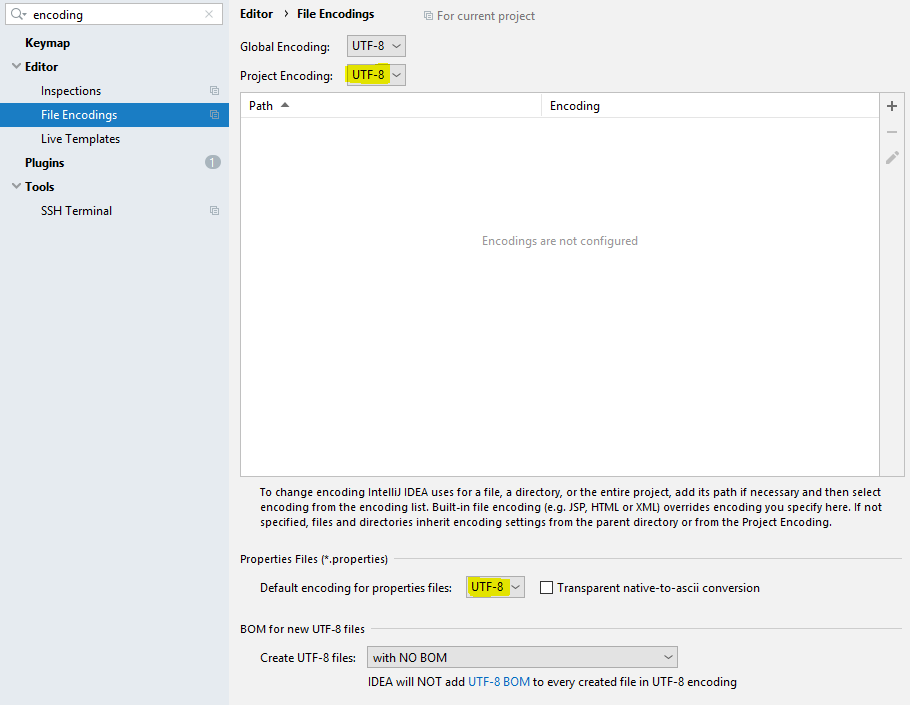 encoding
Keymap
Editor
Inspections
File Encodings
Live Templates
Plugins
1
Tools
SSH Terminal
Editor › File Encodings
For current project
Global Encoding: UTF-8
Project Encoding: UTF-8
Path Encoding
Encodings are not configured
To change encoding IntelliJ IDEA uses for a file, a directory, or the entire project, add its path if necessary and then select
encoding from the encoding list. Built-in file encoding (e.g. JSP, HTML or XML) overrides encoding you specify here. If not
specified, files and directories inherit encoding settings from the parent directory or from the Project Encoding.
Properties Files (*.properties)
Default encoding for properties files: UTF-8 Transparent native-to-ascii conversion
BOM for new UTF-8 files
Create UTF-8 files: with NO BOM
IDEA will NOT add UTF-8 BOM to every created file in UTF-8 encoding